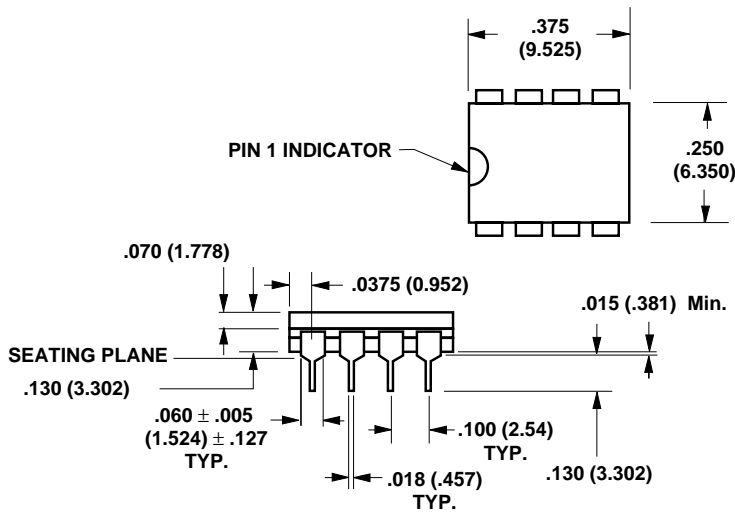 .375
(9.525)
PIN 1 INDICATOR
.250
(6.350)
.070 (1.778)
.0375 (0.952)
.015 (.381) Min.
SEATING PLANE
.130 (3.302)
.060 ± .005
(1.524) ± .127
TYP.
.100 (2.54)
TYP.
.130 (3.302)
.018 (.457)
TYP.